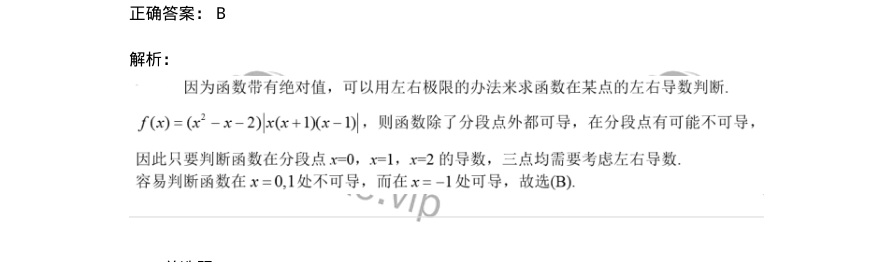 正确答案： B
解析：
因为函数带有绝对值，可以用左右极限的办法来求函数在某点的左右导数判断.
f(x)=(x²-x-2)|x(x+1)(x-1)|，则函数除了分段点外都可导，在分段点有可能不可导，
因此只要判断函数在分段点 x=0，x=1，x=2 的导数，三点均需要考虑左右导数.
容易判断函数在 x=0,1处不可导，而在x=-1处可导，故选(B).
.vip